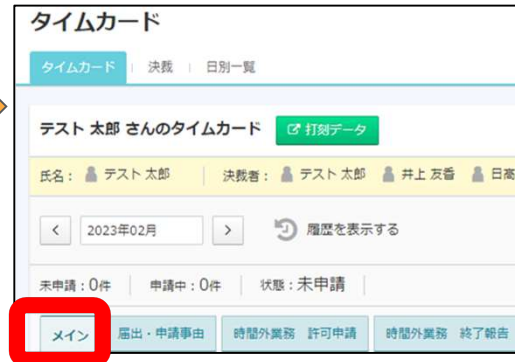 タイムカード
タイムカード 決裁 日別一覧
テスト 太郎 さんのタイムカード 打刻データ
氏名： テスト 太郎 決裁者： テスト 太郎 井上 友香 日高
< 2023年02月 > 履歴を表示する
未申請：0件 申請中：0件 状態：未申請
メイン 届出・申請事由 時間外業務 許可申請 時間外業務 終了報告